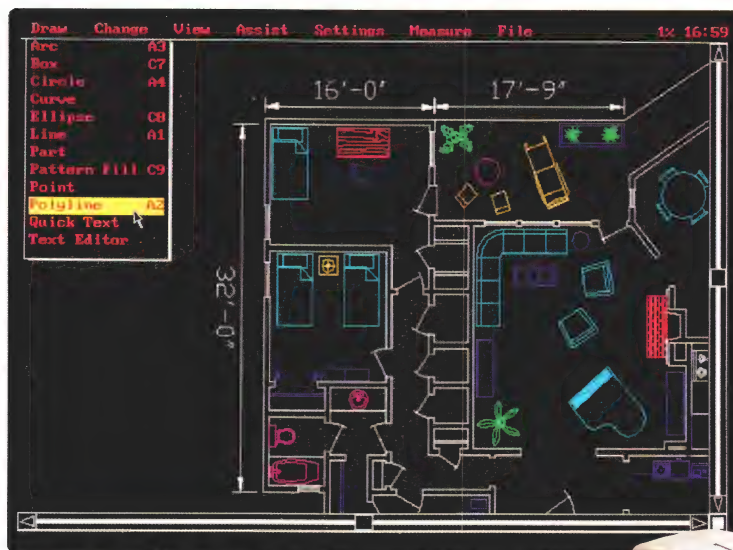 Draw Change View Assist Settings Measure File 1% 16:59
Arc A3
Box C7
Circle A4
Curve
Ellipse C8
Line A1
Part
Pattern Fill C9
Point
Polyline A2
Quick Text
Text Editor
16'-0"
17'-9"
32'-0"